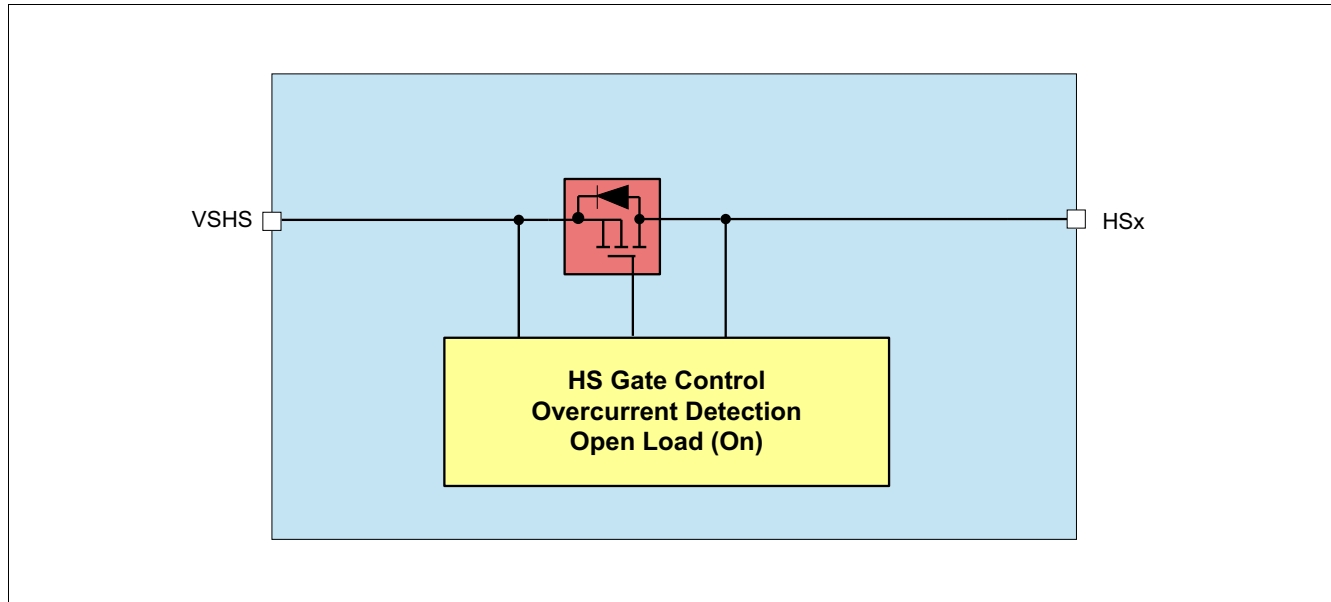 VSHS
HSx
HS Gate Control
Overcurrent Detection
Open Load (On)